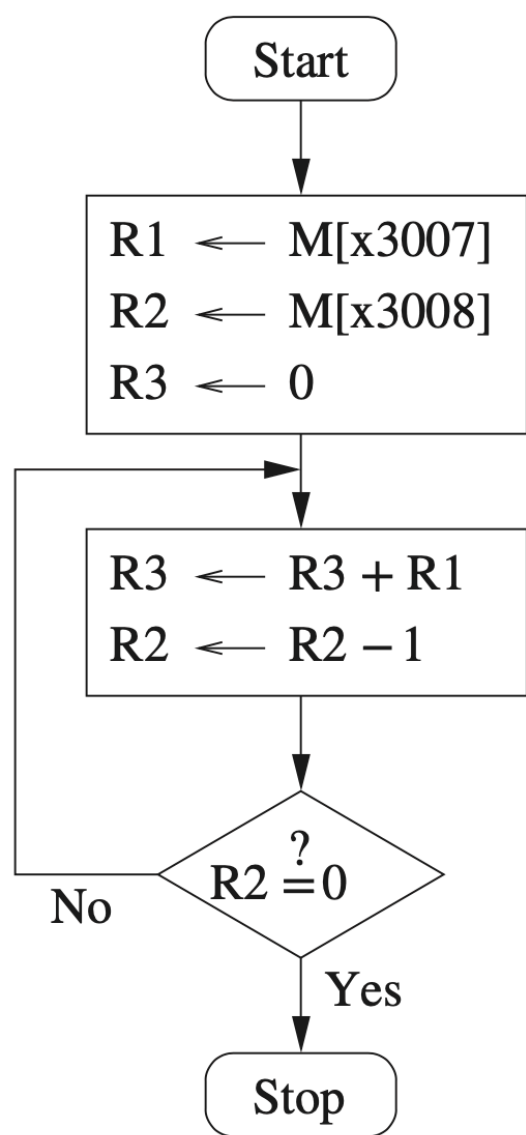 Start
R1 ← M[x3007]
R2 ← M[x3008]
R3 ← 0
R3 ← R3 + R1
R2 ← R2 − 1
?
R2 = 0
No
Yes
Stop